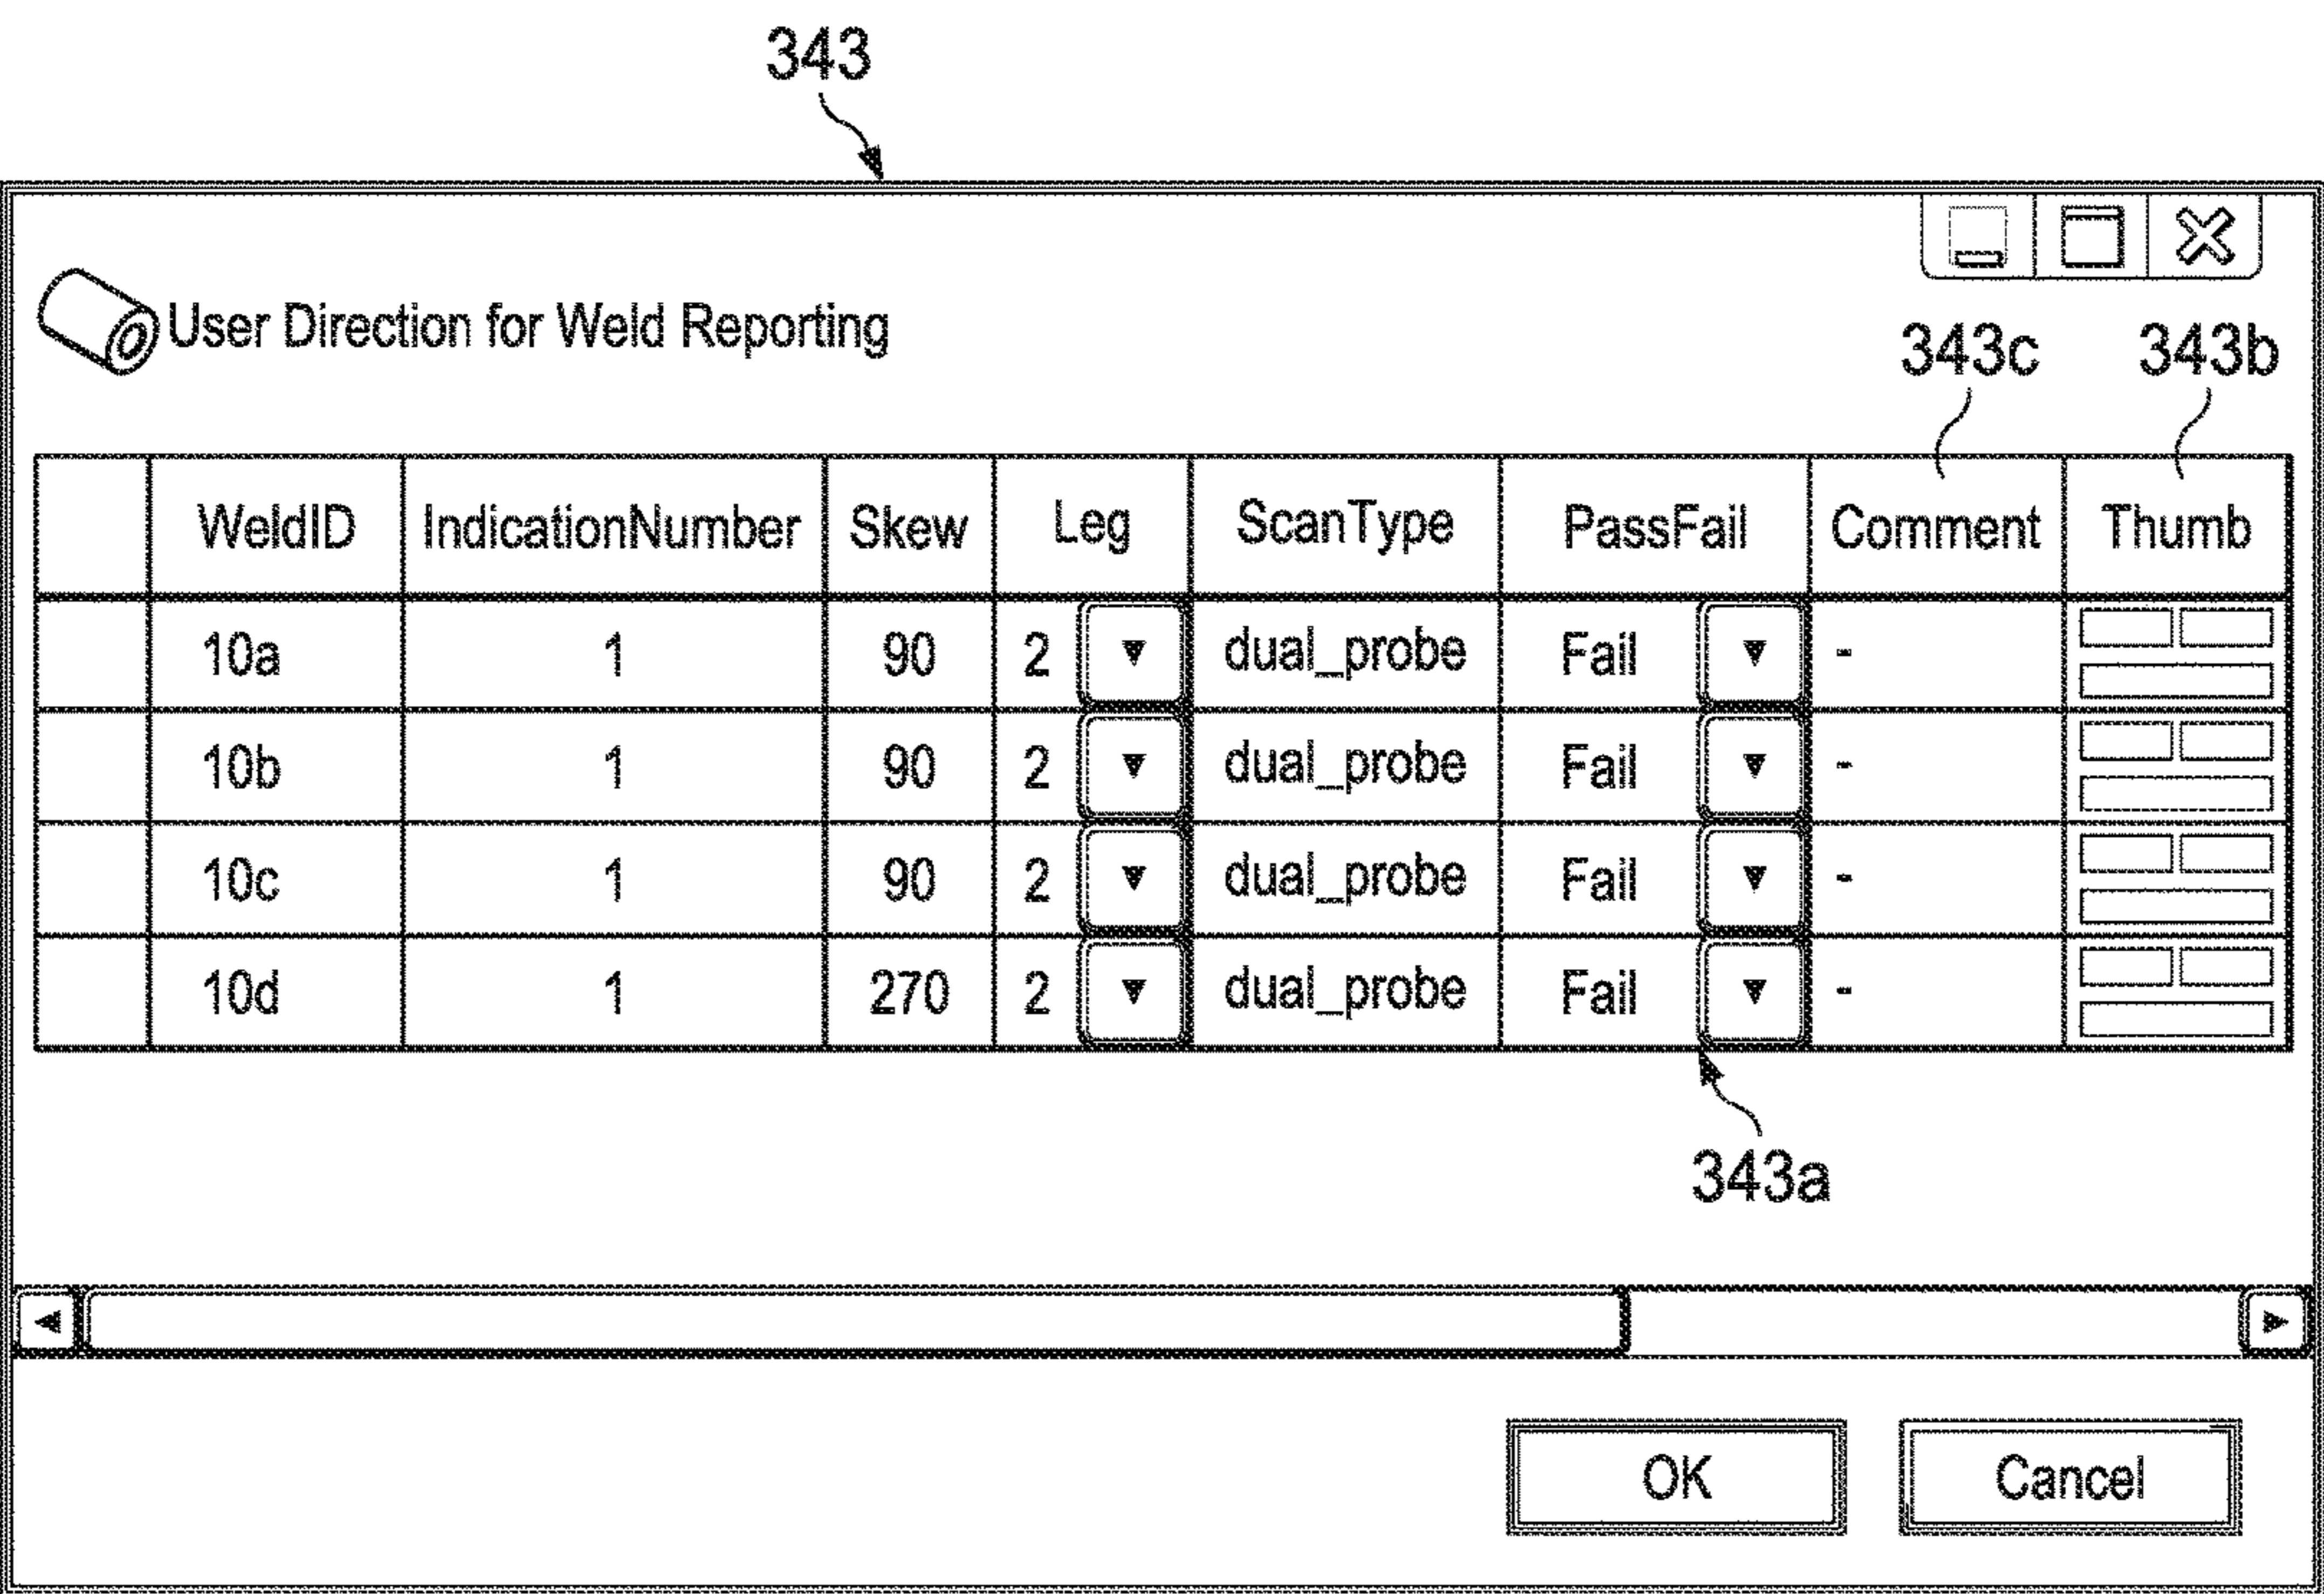 343
User Direction for Weld Reporting
343c 343b
WeldID IndicationNumber Skew Leg ScanType PassFail Comment Thumb
10a 1 90 2 dual_probe Fail -
10b 1 90 2 dual_probe Fail -
10c 1 90 2 dual_probe Fail -
10d 1 270 2 dual_probe Fail -
343a
OK Cancel